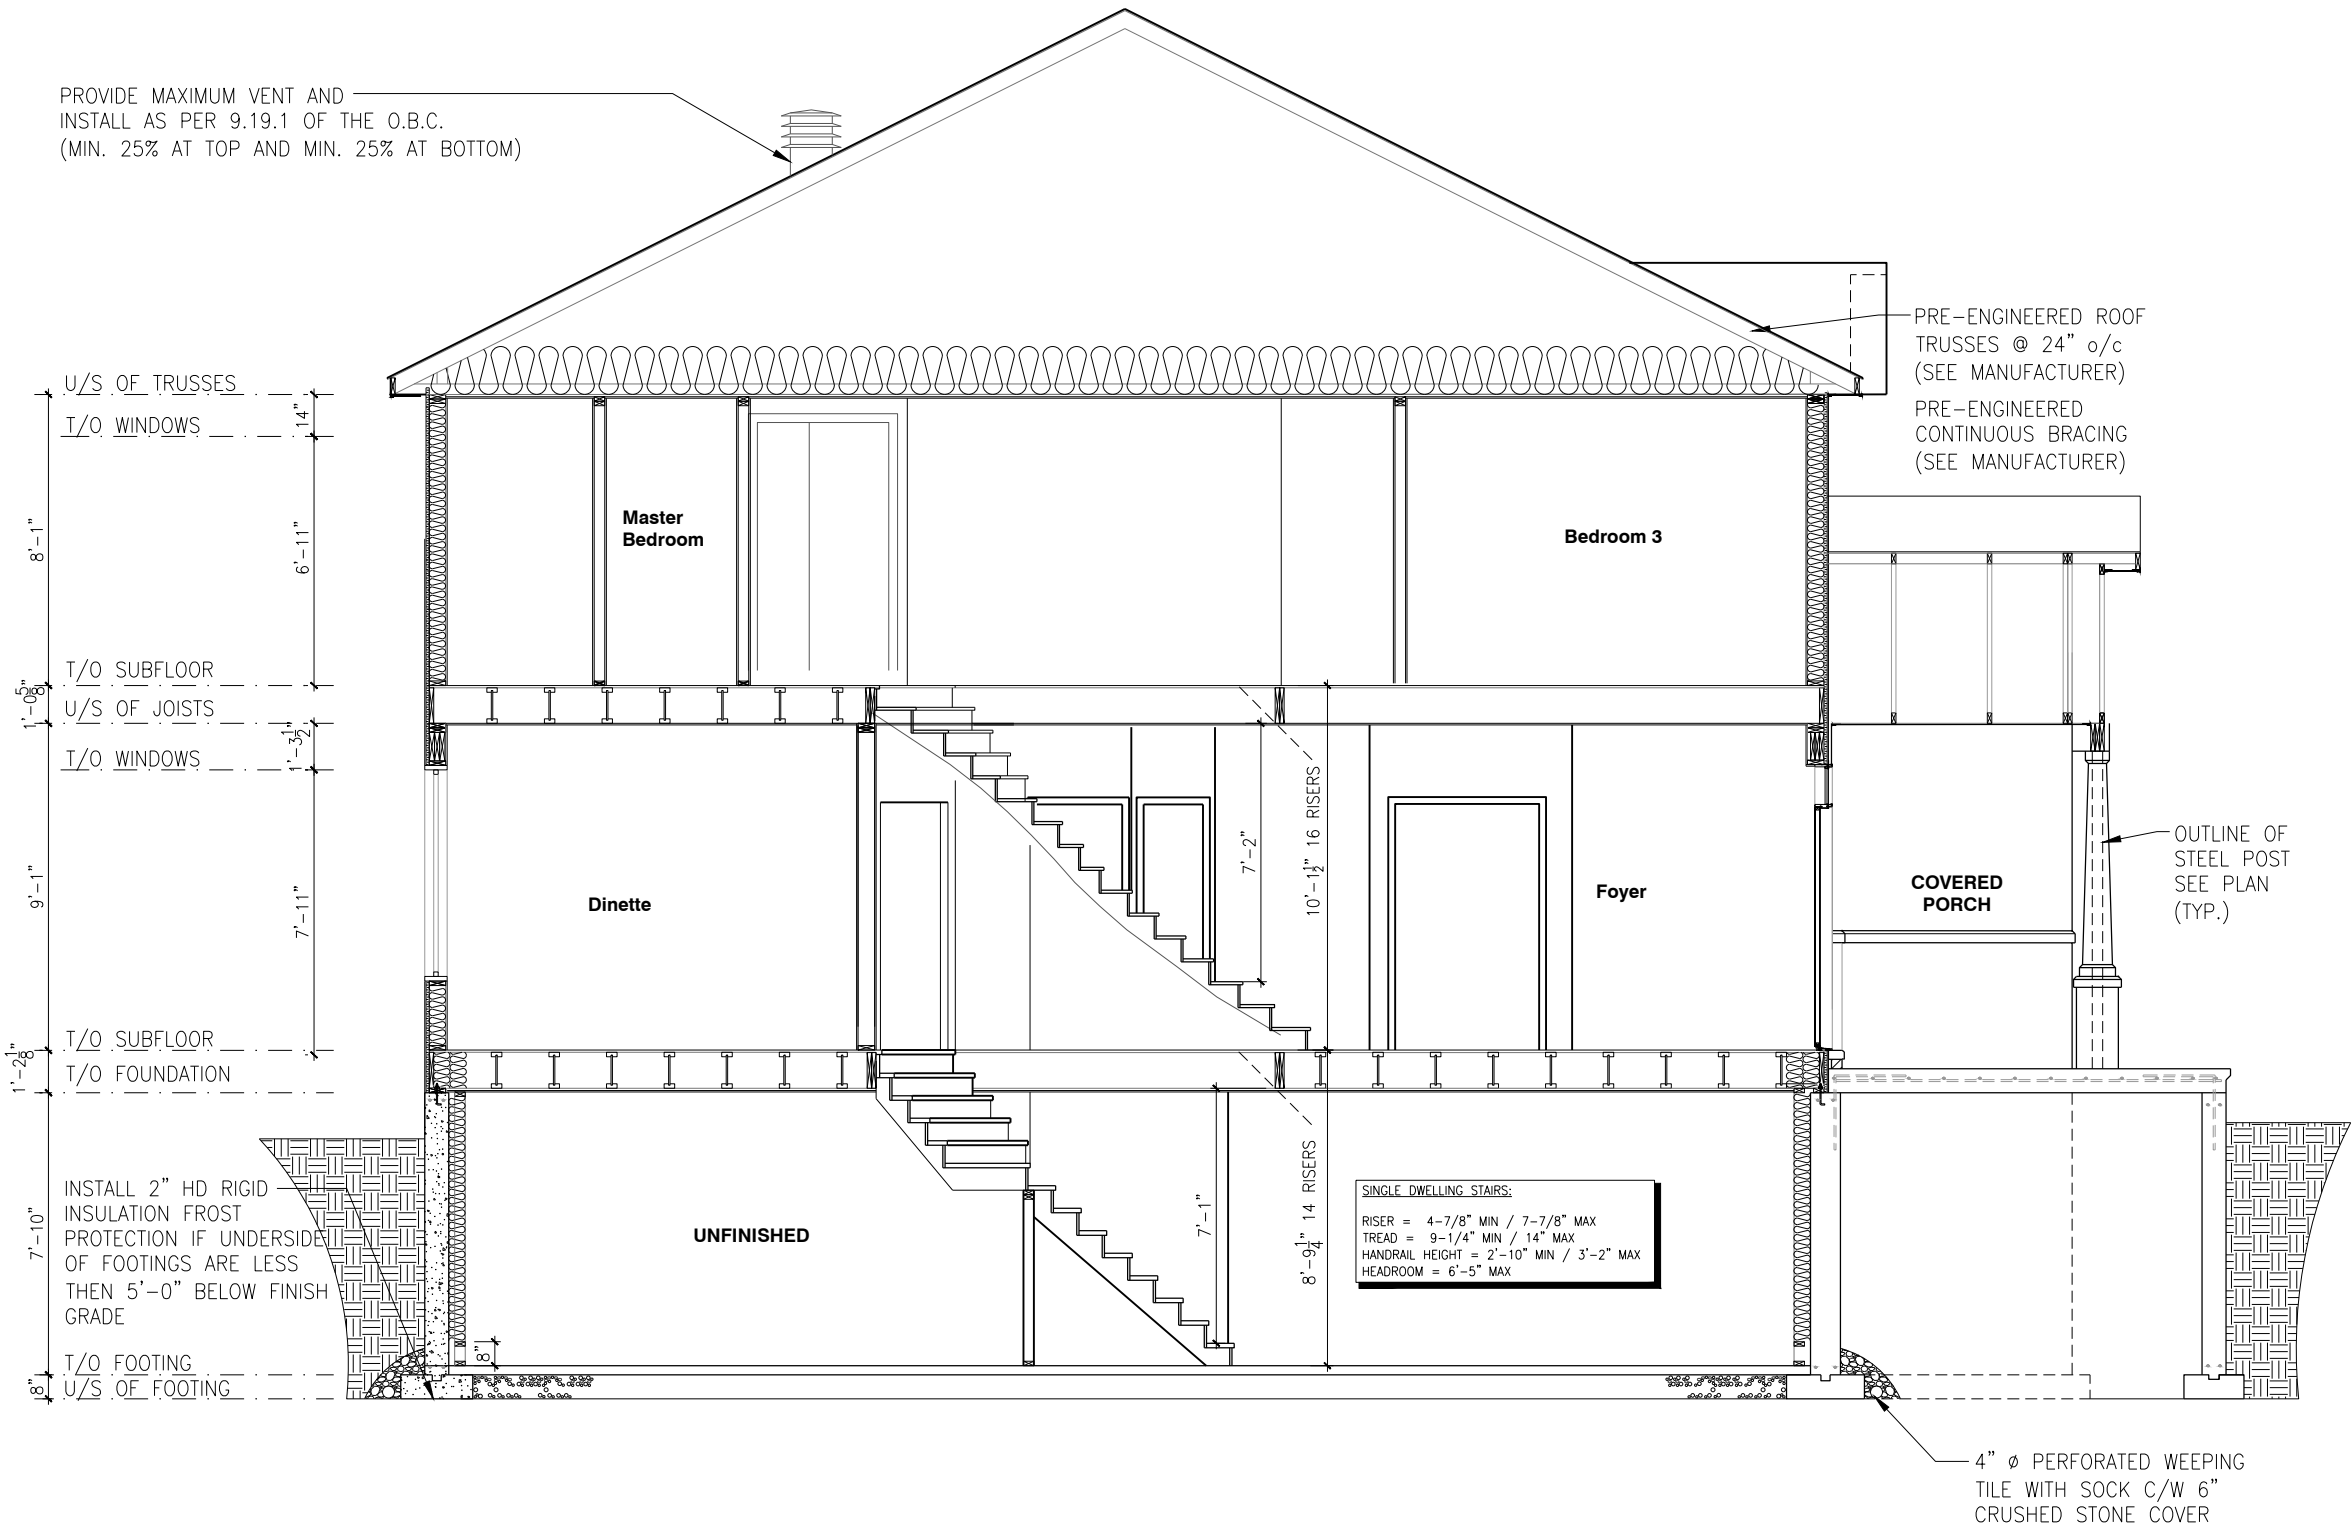 PROVIDE MAXIMUM VENT AND
INSTALL AS PER 9.19.1 OF THE O.B.C.
(MIN. 25% AT TOP AND MIN. 25% AT BOTTOM)
PRE-ENGINEERED ROOF
TRUSSES @ 24" o/c
(SEE MANUFACTURER)
PRE-ENGINEERED
CONTINUOUS BRACING
(SEE MANUFACTURER)
U/S OF TRUSSES
14"
T/O WINDOWS
8'-1"
6'-11"
Master
Bedroom
Bedroom 3
T/O SUBFLOOR
1'-0 5/8"
U/S OF JOISTS
1'-3 1/2"
T/O WINDOWS
9'-1"
7'-11"
Dinette
7'-2"
10'-1 1/2" 16 RISERS
Foyer
COVERED
PORCH
OUTLINE OF
STEEL POST
SEE PLAN
(TYP.)
T/O SUBFLOOR
1'-2 1/8"
T/O FOUNDATION
7'-10"
INSTALL 2" HD RIGID
INSULATION FROST
PROTECTION IF UNDERSIDE
OF FOOTINGS ARE LESS
THEN 5'-0" BELOW FINISH
GRADE
UNFINISHED
8"
7'-1"
8'-9 1/4" 14 RISERS
SINGLE DWELLING STAIRS:
RISER = 4-7/8" MIN / 7-7/8" MAX
TREAD = 9-1/4" MIN / 14" MAX
HANDRAIL HEIGHT = 2'-10" MIN / 3'-2" MAX
HEADROOM = 6'-5" MAX
T/O FOOTING
8"
U/S OF FOOTING
4" ø PERFORATED WEEPING
TILE WITH SOCK C/W 6"
CRUSHED STONE COVER